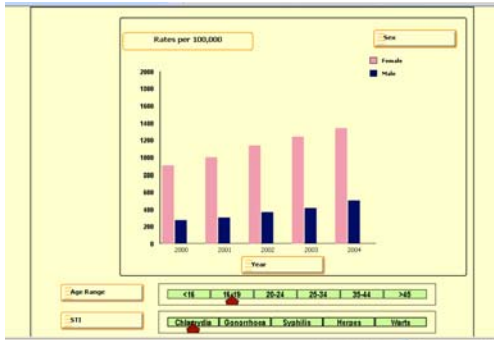 Rates per 100,000
Sex
Female
Male
2000
1800
1600
1400
1200
1000
800
600
400
200
0
2000 2001 2002 2003 2004
Year
Age Range
<16 16-19 20-24 25-34 35-44 >45
STI
Chlamydia Gonorrhoea Syphilis Herpes Warts